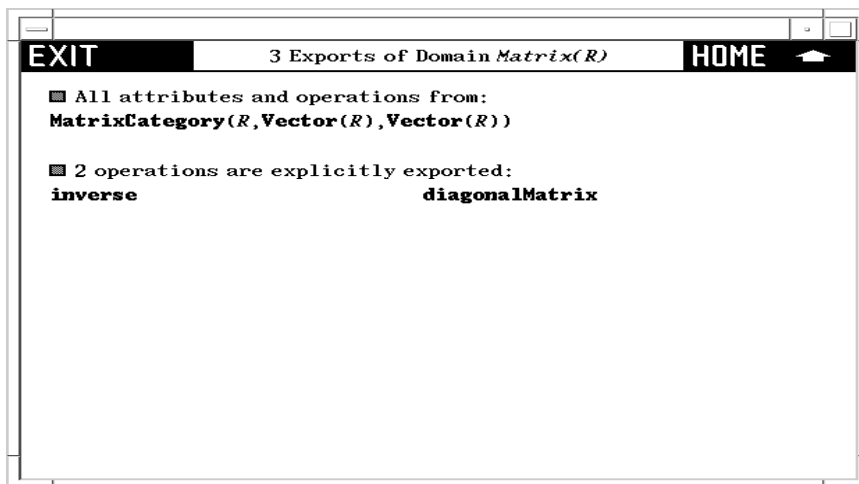 EXIT 3 Exports of Domain Matrix(R) HOME
All attributes and operations from:
MatrixCategory(R,Vector(R),Vector(R))
2 operations are explicitly exported:
inverse diagonalMatrix